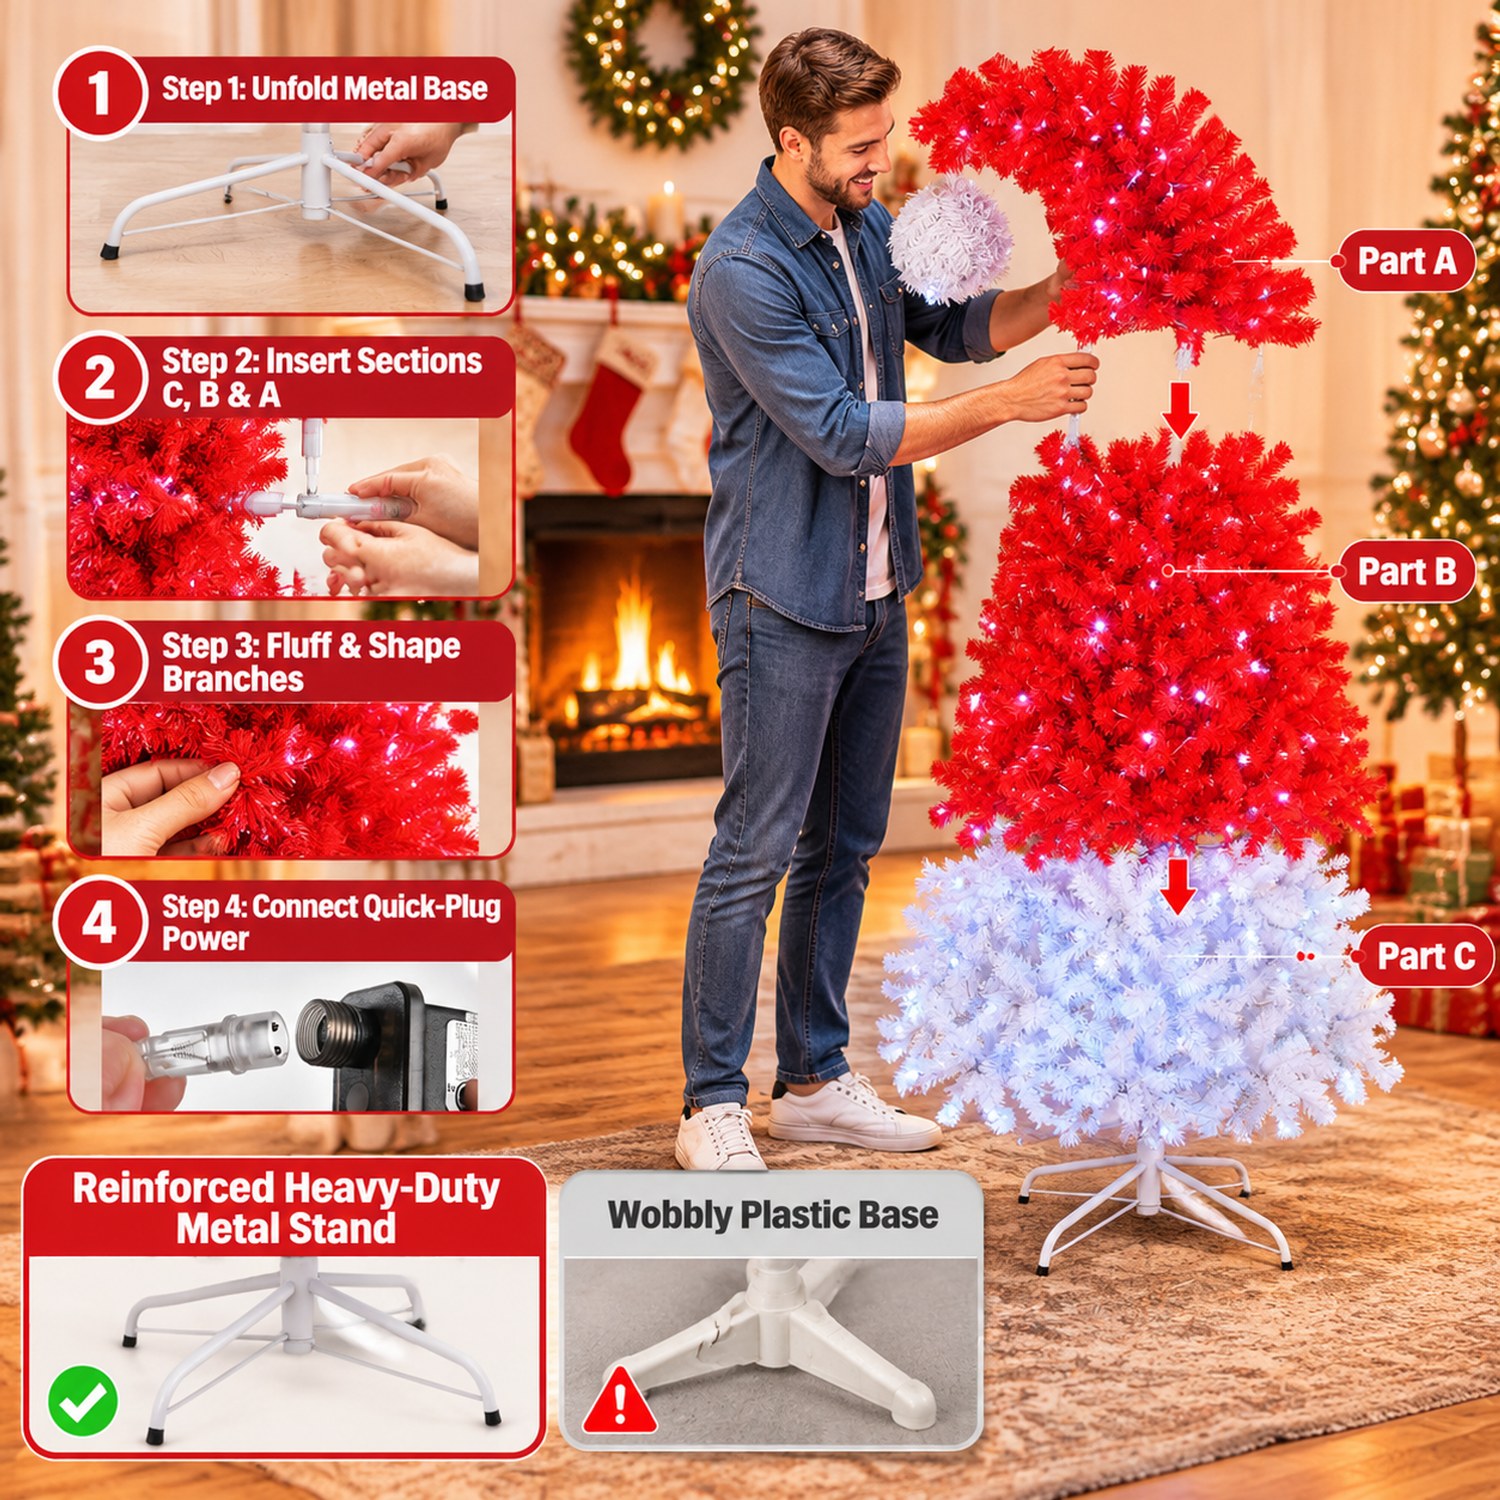 1
Step 1: Unfold Metal Base
2
Step 2: Insert Sections
C, B & A
3
Step 3: Fluff & Shape
Branches
4
Step 4: Connect Quick-Plug
Power
Part A
Part B
Part C
Reinforced Heavy-Duty
Metal Stand
Wobbly Plastic Base